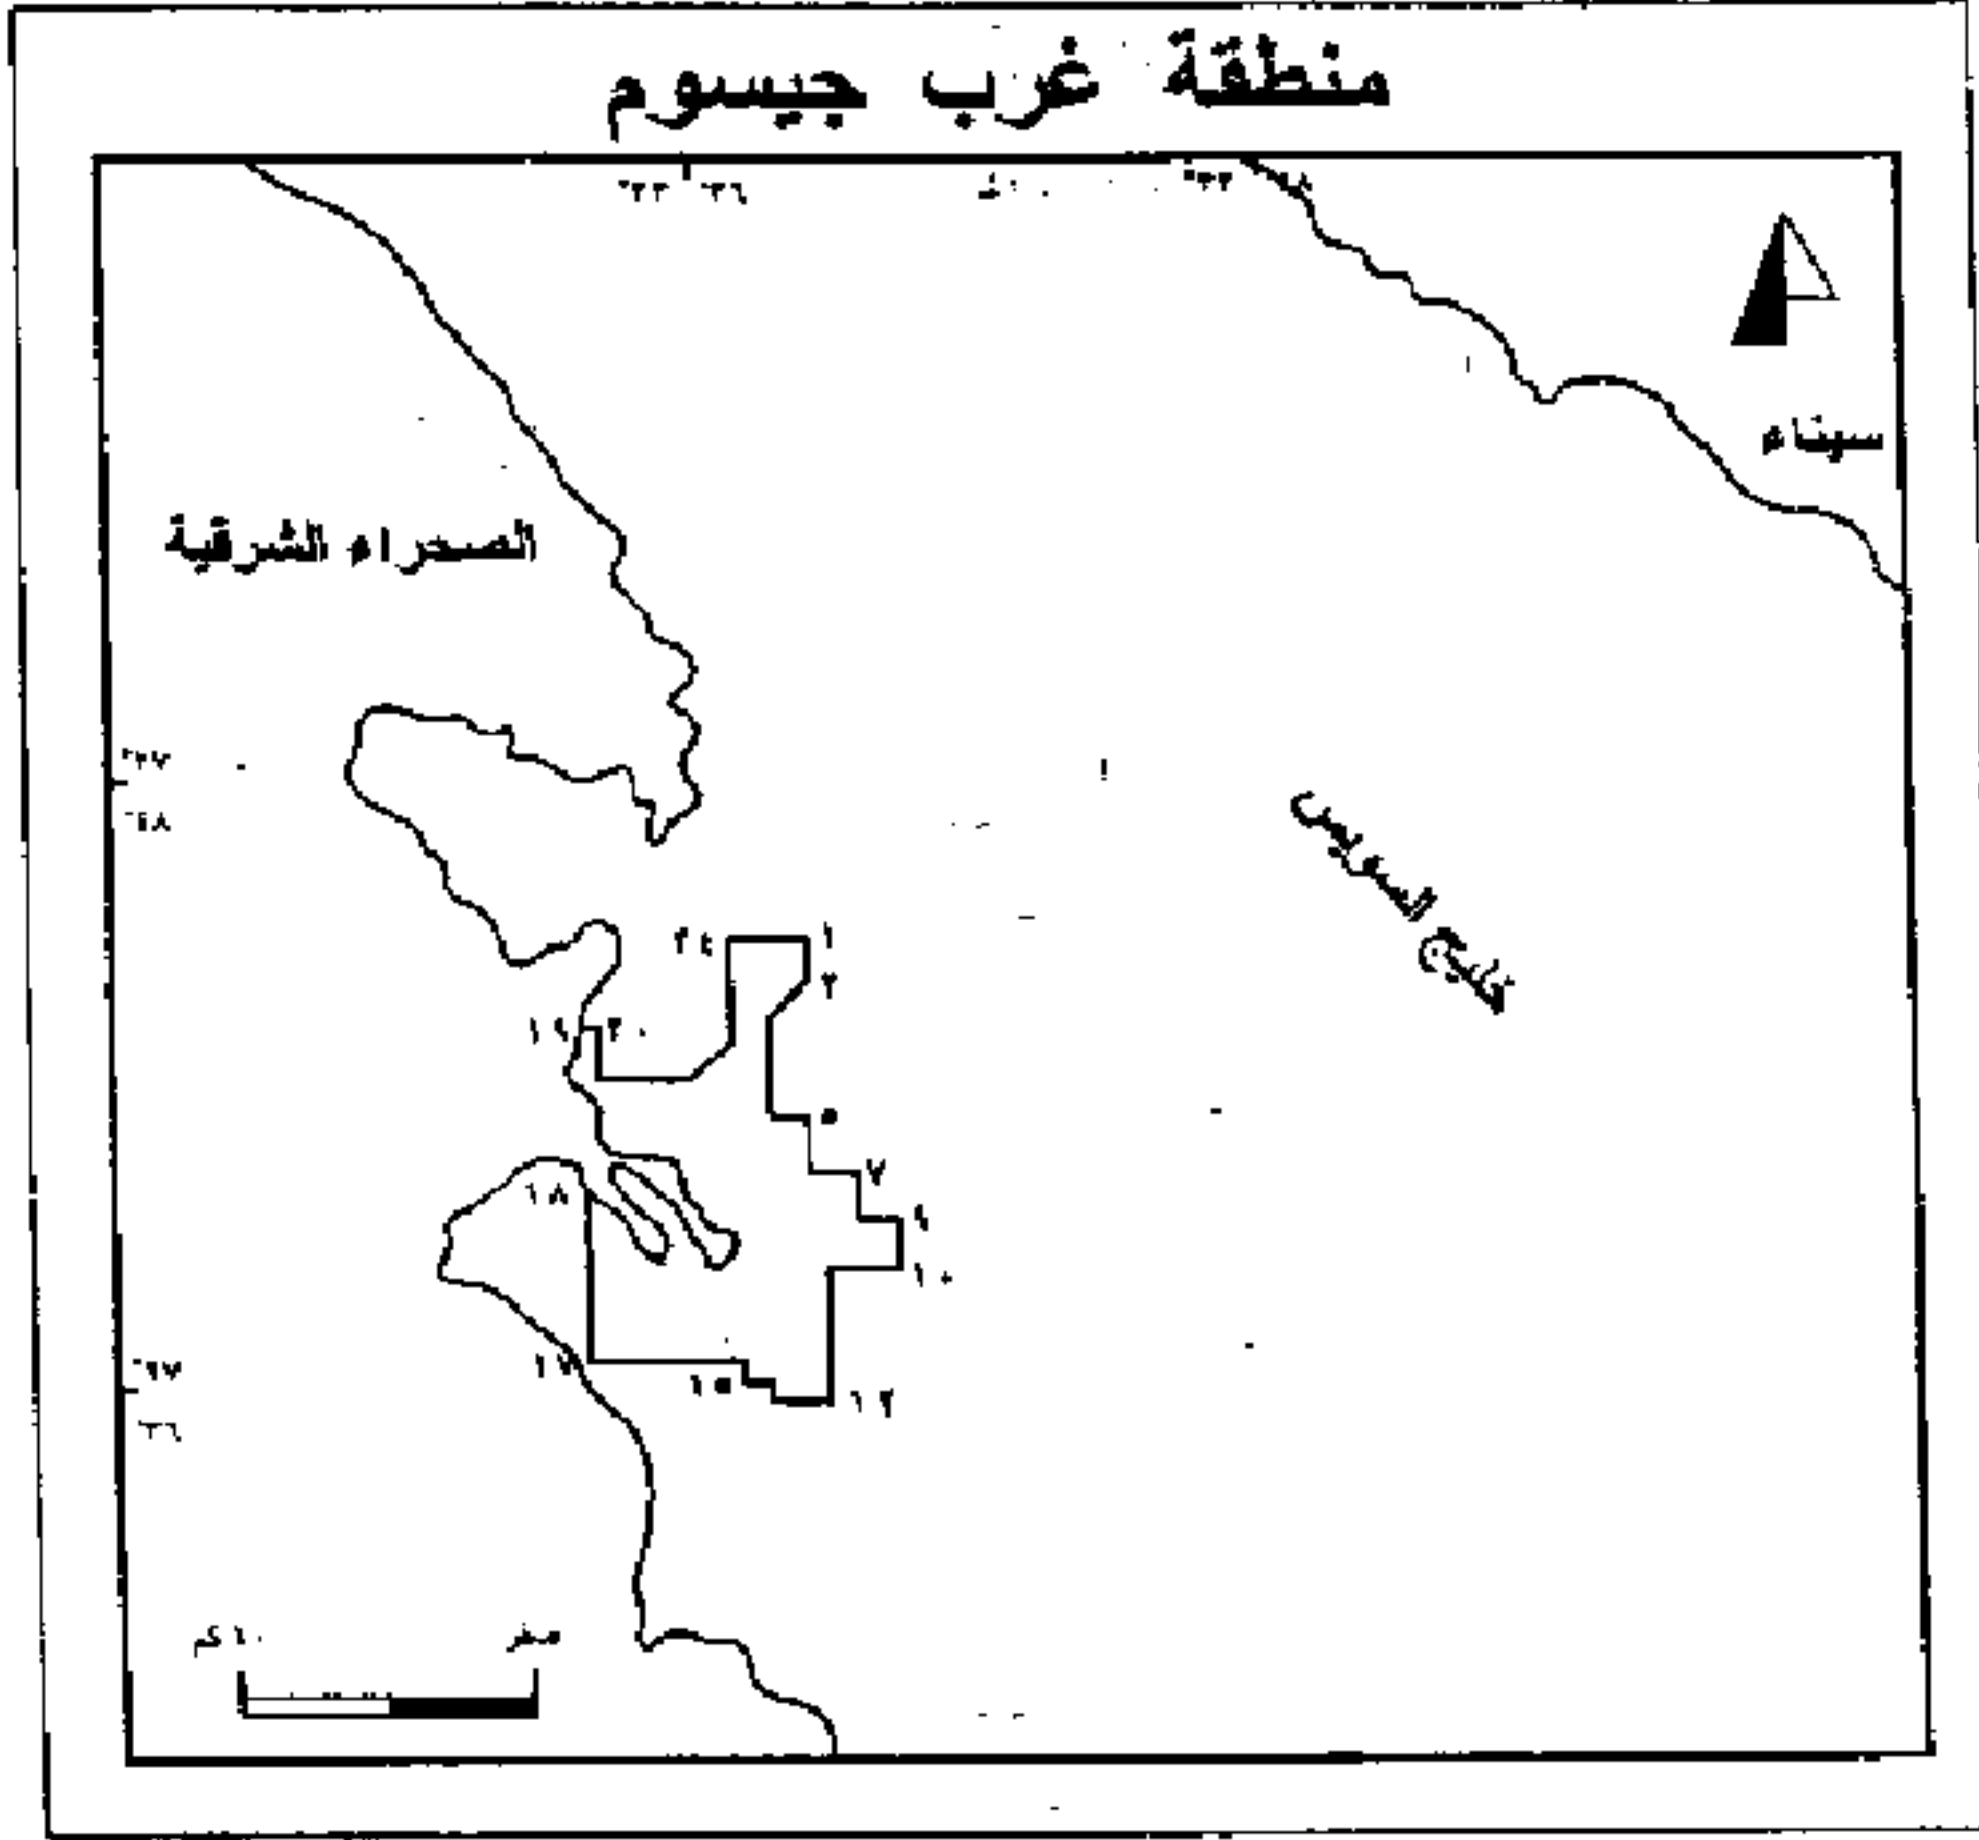 منطقة غرب جيسوم
سيناء
الصحراء الشرقية
خليج السويس
١
٢٤
٢
١٩
٢٠
٥
٧
١٨
٩
١٠
١٧
١٥
١٢
صفر
كم